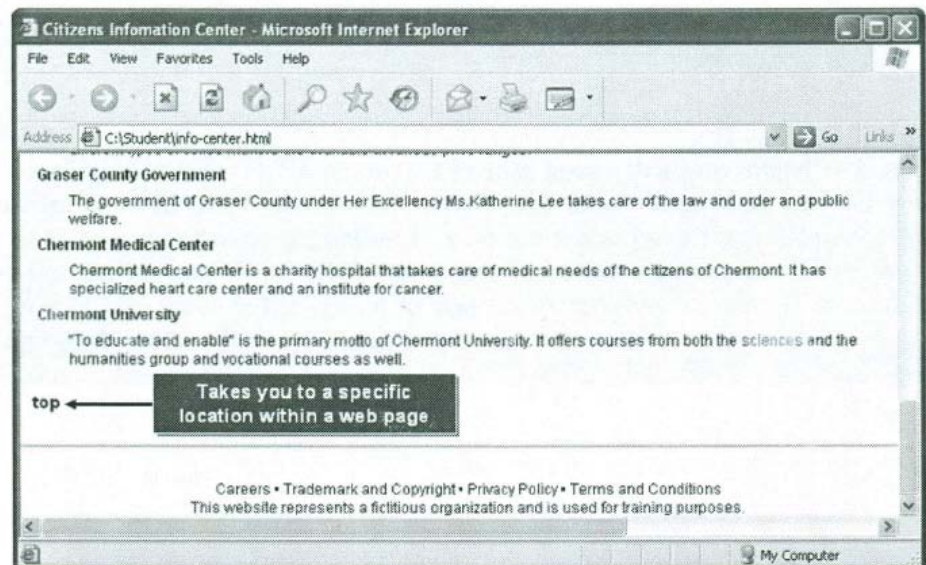 Citizens Infomation Center - Microsoft Internet Explorer
File Edit View Favorites Tools Help
Address C:\Student\info-center.html Go Links »
Graser County Government
The government of Graser County under Her Excellency Ms.Katherine Lee takes care of the law and order and public
welfare.
Chermont Medical Center
Chermont Medical Center is a charity hospital that takes care of medical needs of the citizens of Chermont. It has
specialized heart care center and an institute for cancer.
Chermont University
"To educate and enable" is the primary motto of Chermont University. It offers courses from both the sciences and the
humanities group and vocational courses as well.
top
Takes you to a specific
location within a web page
Careers • Trademark and Copyright • Privacy Policy • Terms and Conditions
This website represents a fictitious organization and is used for training purposes.
My Computer